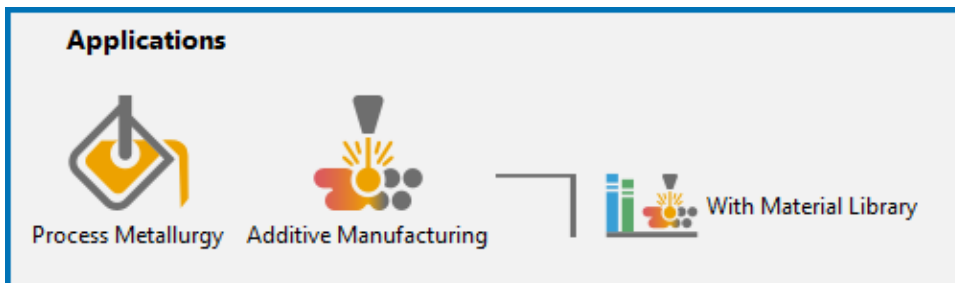 Applications
Process Metallurgy
Additive Manufacturing
With Material Library